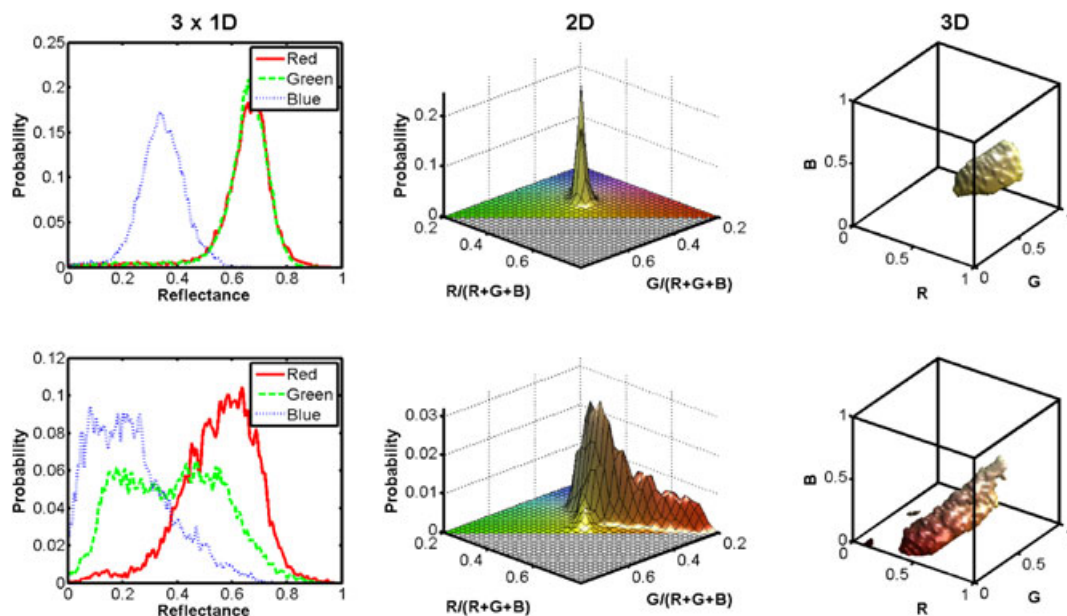 3 x 1D
2D
3D
Probability
0.25
0.2
0.15
0.1
0.05
0
Red
Green
Blue
0 0.2 0.4 0.6 0.8 1
Reflectance
Probability
0.2
0.1
0
0.2 0.4 0.6
R/(R+G+B)
0.6 0.4 0.2
G/(R+G+B)
B
1
0.5
0
0 0.5 1
R
0 0.5 1
G
Probability
0.12
0.1
0.08
0.06
0.04
0.02
0
Red
Green
Blue
0 0.2 0.4 0.6 0.8 1
Reflectance
Probability
0.03
0.02
0.01
0
0.2 0.4 0.6
R/(R+G+B)
0.6 0.4 0.2
G/(R+G+B)
B
1
0.5
0
0 0.5 1
R
0 0.5 1
G